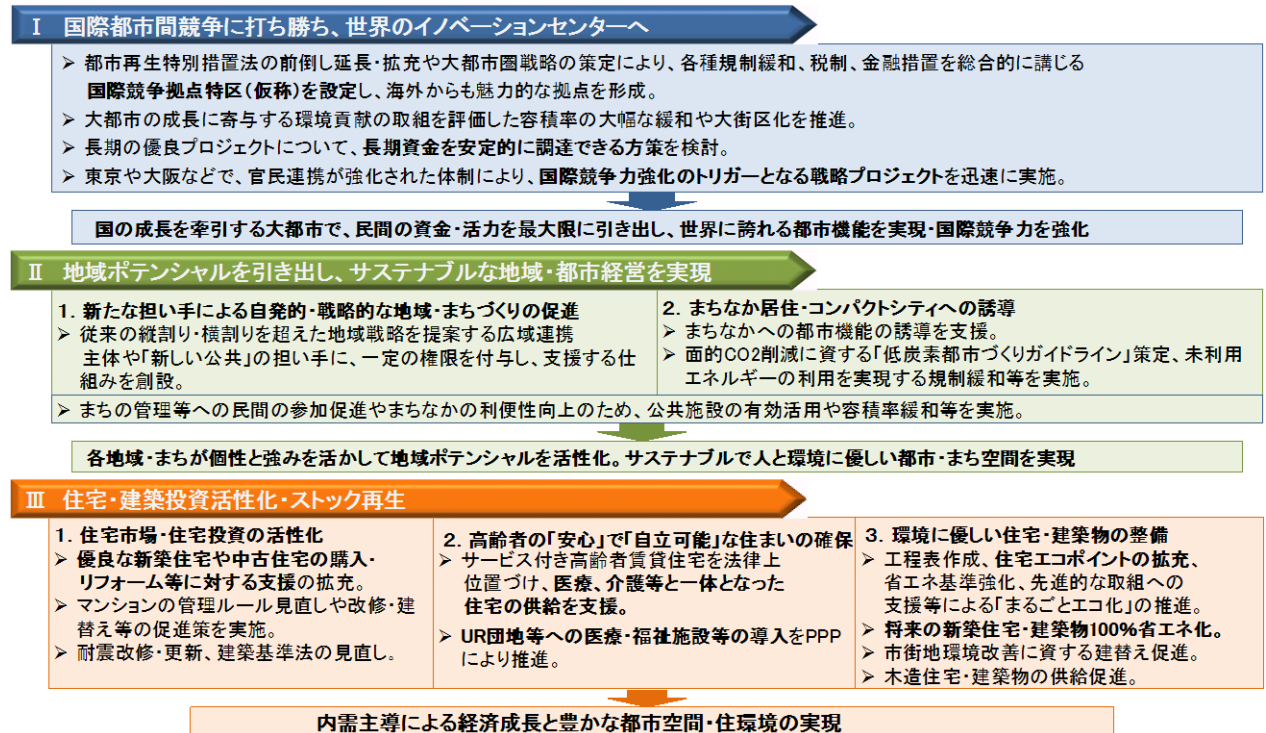 Ⅰ 国際都市間競争に打ち勝ち、世界のイノベーションセンターへ
➢ 都市再生特別措置法の前倒し延長・拡充や大都市圏戦略の策定により、各種規制緩和、税制、金融措置を総合的に講じる
国際競争拠点特区(仮称)を設定し、海外からも魅力的な拠点を形成。
➢ 大都市の成長に寄与する環境貢献の取組を評価した容積率の大幅な緩和や大街区化を推進。
➢ 長期の優良プロジェクトについて、長期資金を安定的に調達できる方策を検討。
➢ 東京や大阪などで、官民連携が強化された体制により、国際競争力強化のトリガーとなる戦略プロジェクトを迅速に実施。
国の成長を牽引する大都市で、民間の資金・活力を最大限に引き出し、世界に誇れる都市機能を実現・国際競争力を強化
Ⅱ 地域ポテンシャルを引き出し、サステナブルな地域・都市経営を実現
1. 新たな担い手による自発的・戦略的な地域・まちづくりの促進
➢ 従来の縦割り・横割りを超えた地域戦略を提案する広域連携
主体や「新しい公共」の担い手に、一定の権限を付与し、支援する仕
組みを創設。
2. まちなか居住・コンパクトシティへの誘導
➢ まちなかへの都市機能の誘導を支援。
➢ 面的CO2削減に資する「低炭素都市づくりガイドライン」策定、未利用
エネルギーの利用を実現する規制緩和等を実施。
➢ まちの管理等への民間の参加促進やまちなかの利便性向上のため、公共施設の有効活用や容積率緩和等を実施。
各地域・まちが個性と強みを活かして地域ポテンシャルを活性化。サステナブルで人と環境に優しい都市・まち空間を実現
Ⅲ 住宅・建築投資活性化・ストック再生
1. 住宅市場・住宅投資の活性化
➢ 優良な新築住宅や中古住宅の購入・
リフォーム等に対する支援の拡充。
➢ マンションの管理ルール見直しや改修・建
替え等の促進策を実施。
➢ 耐震改修・更新、建築基準法の見直し。
2. 高齢者の「安心」で「自立可能」な住まいの確保
➢ サービス付き高齢者賃貸住宅を法律上
位置づけ、医療、介護等と一体となった
住宅の供給を支援。
➢ UR団地等への医療・福祉施設等の導入をPPP
により推進。
3. 環境に優しい住宅・建築物の整備
➢ 工程表作成、住宅エコポイントの拡充、
省エネ基準強化、先進的な取組への
支援等による「まるごとエコ化」の推進。
➢ 将来の新築住宅・建築物100%省エネ化。
➢ 市街地環境改善に資する建替え促進。
➢ 木造住宅・建築物の供給促進。
内需主導による経済成長と豊かな都市空間・住環境の実現